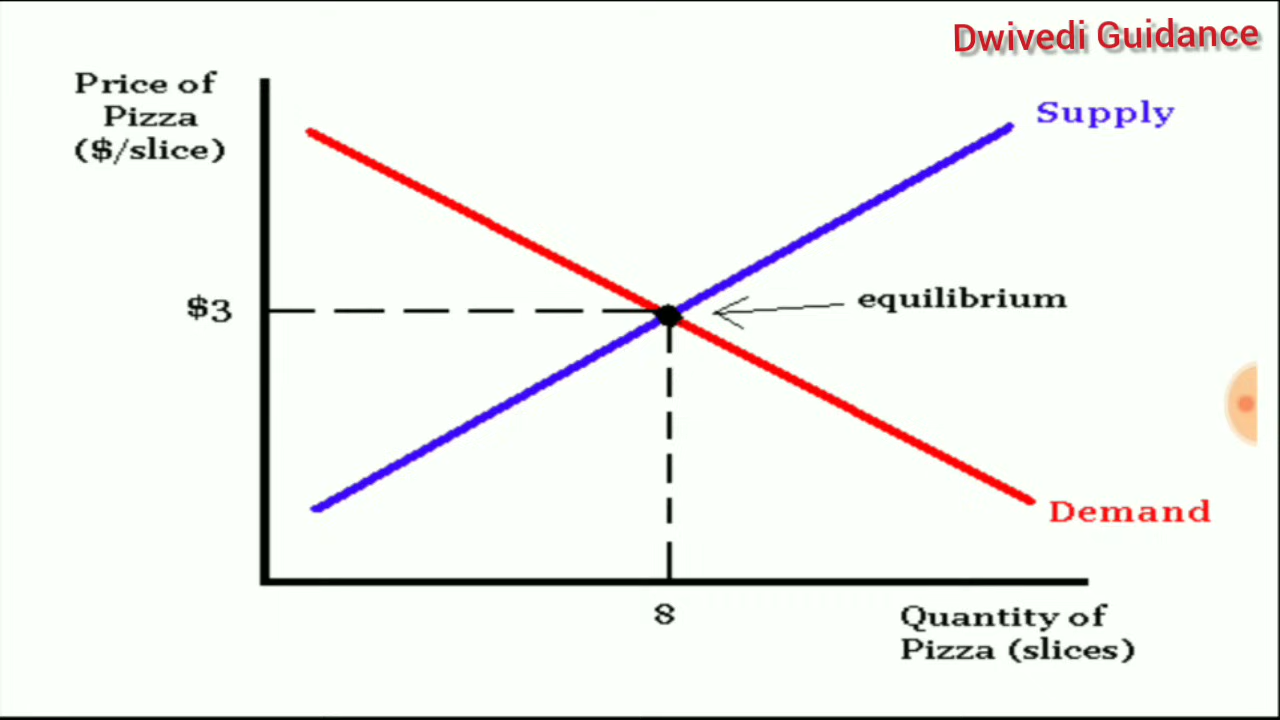 Dwivedi Guidance
Price of
Pizza
($/slice)
Supply
$3
equilibrium
Demand
8
Quantity of
Pizza (slices)